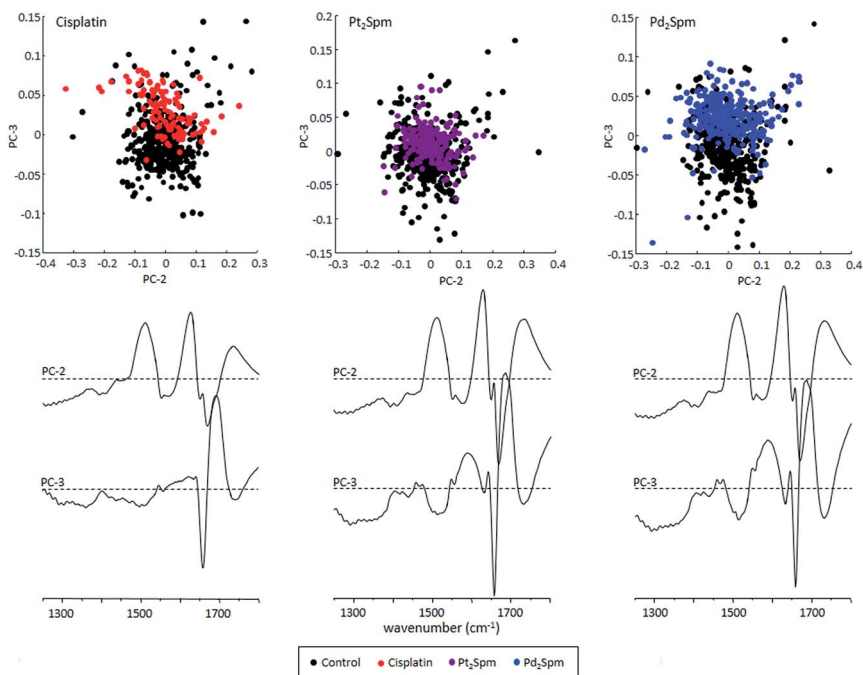 Cisplatin
0.15
0.1
0.05
0
-0.05
-0.1
0.15
PC-3
-0.4 -0.3 -0.2 -0.1 0 0.1 0.2 0.3
PC-2
Pt₂Spm
0.2
0.15
0.1
0.05
0
0.05
-0.1
0.15
PC-3
-0.3 -0.2 -0.1 0 0.1 0.2 0.3 0.4 0.5
PC-2
Pd₂Spm
0.15
0.1
0.05
0
-0.05
-0.1
0.15
PC-3
-0.3 -0.2 -0.1 0 0.1 0.2 0.3 0.4
PC-2
PC-2
PC-3
1300 1500 1700
PC-2
PC-3
1300 1500 1700
PC-2
PC-3
1300 1500 1700
wavenumber (cm⁻¹)
Control Cisplatin Pt₂Spm Pd₂Spm